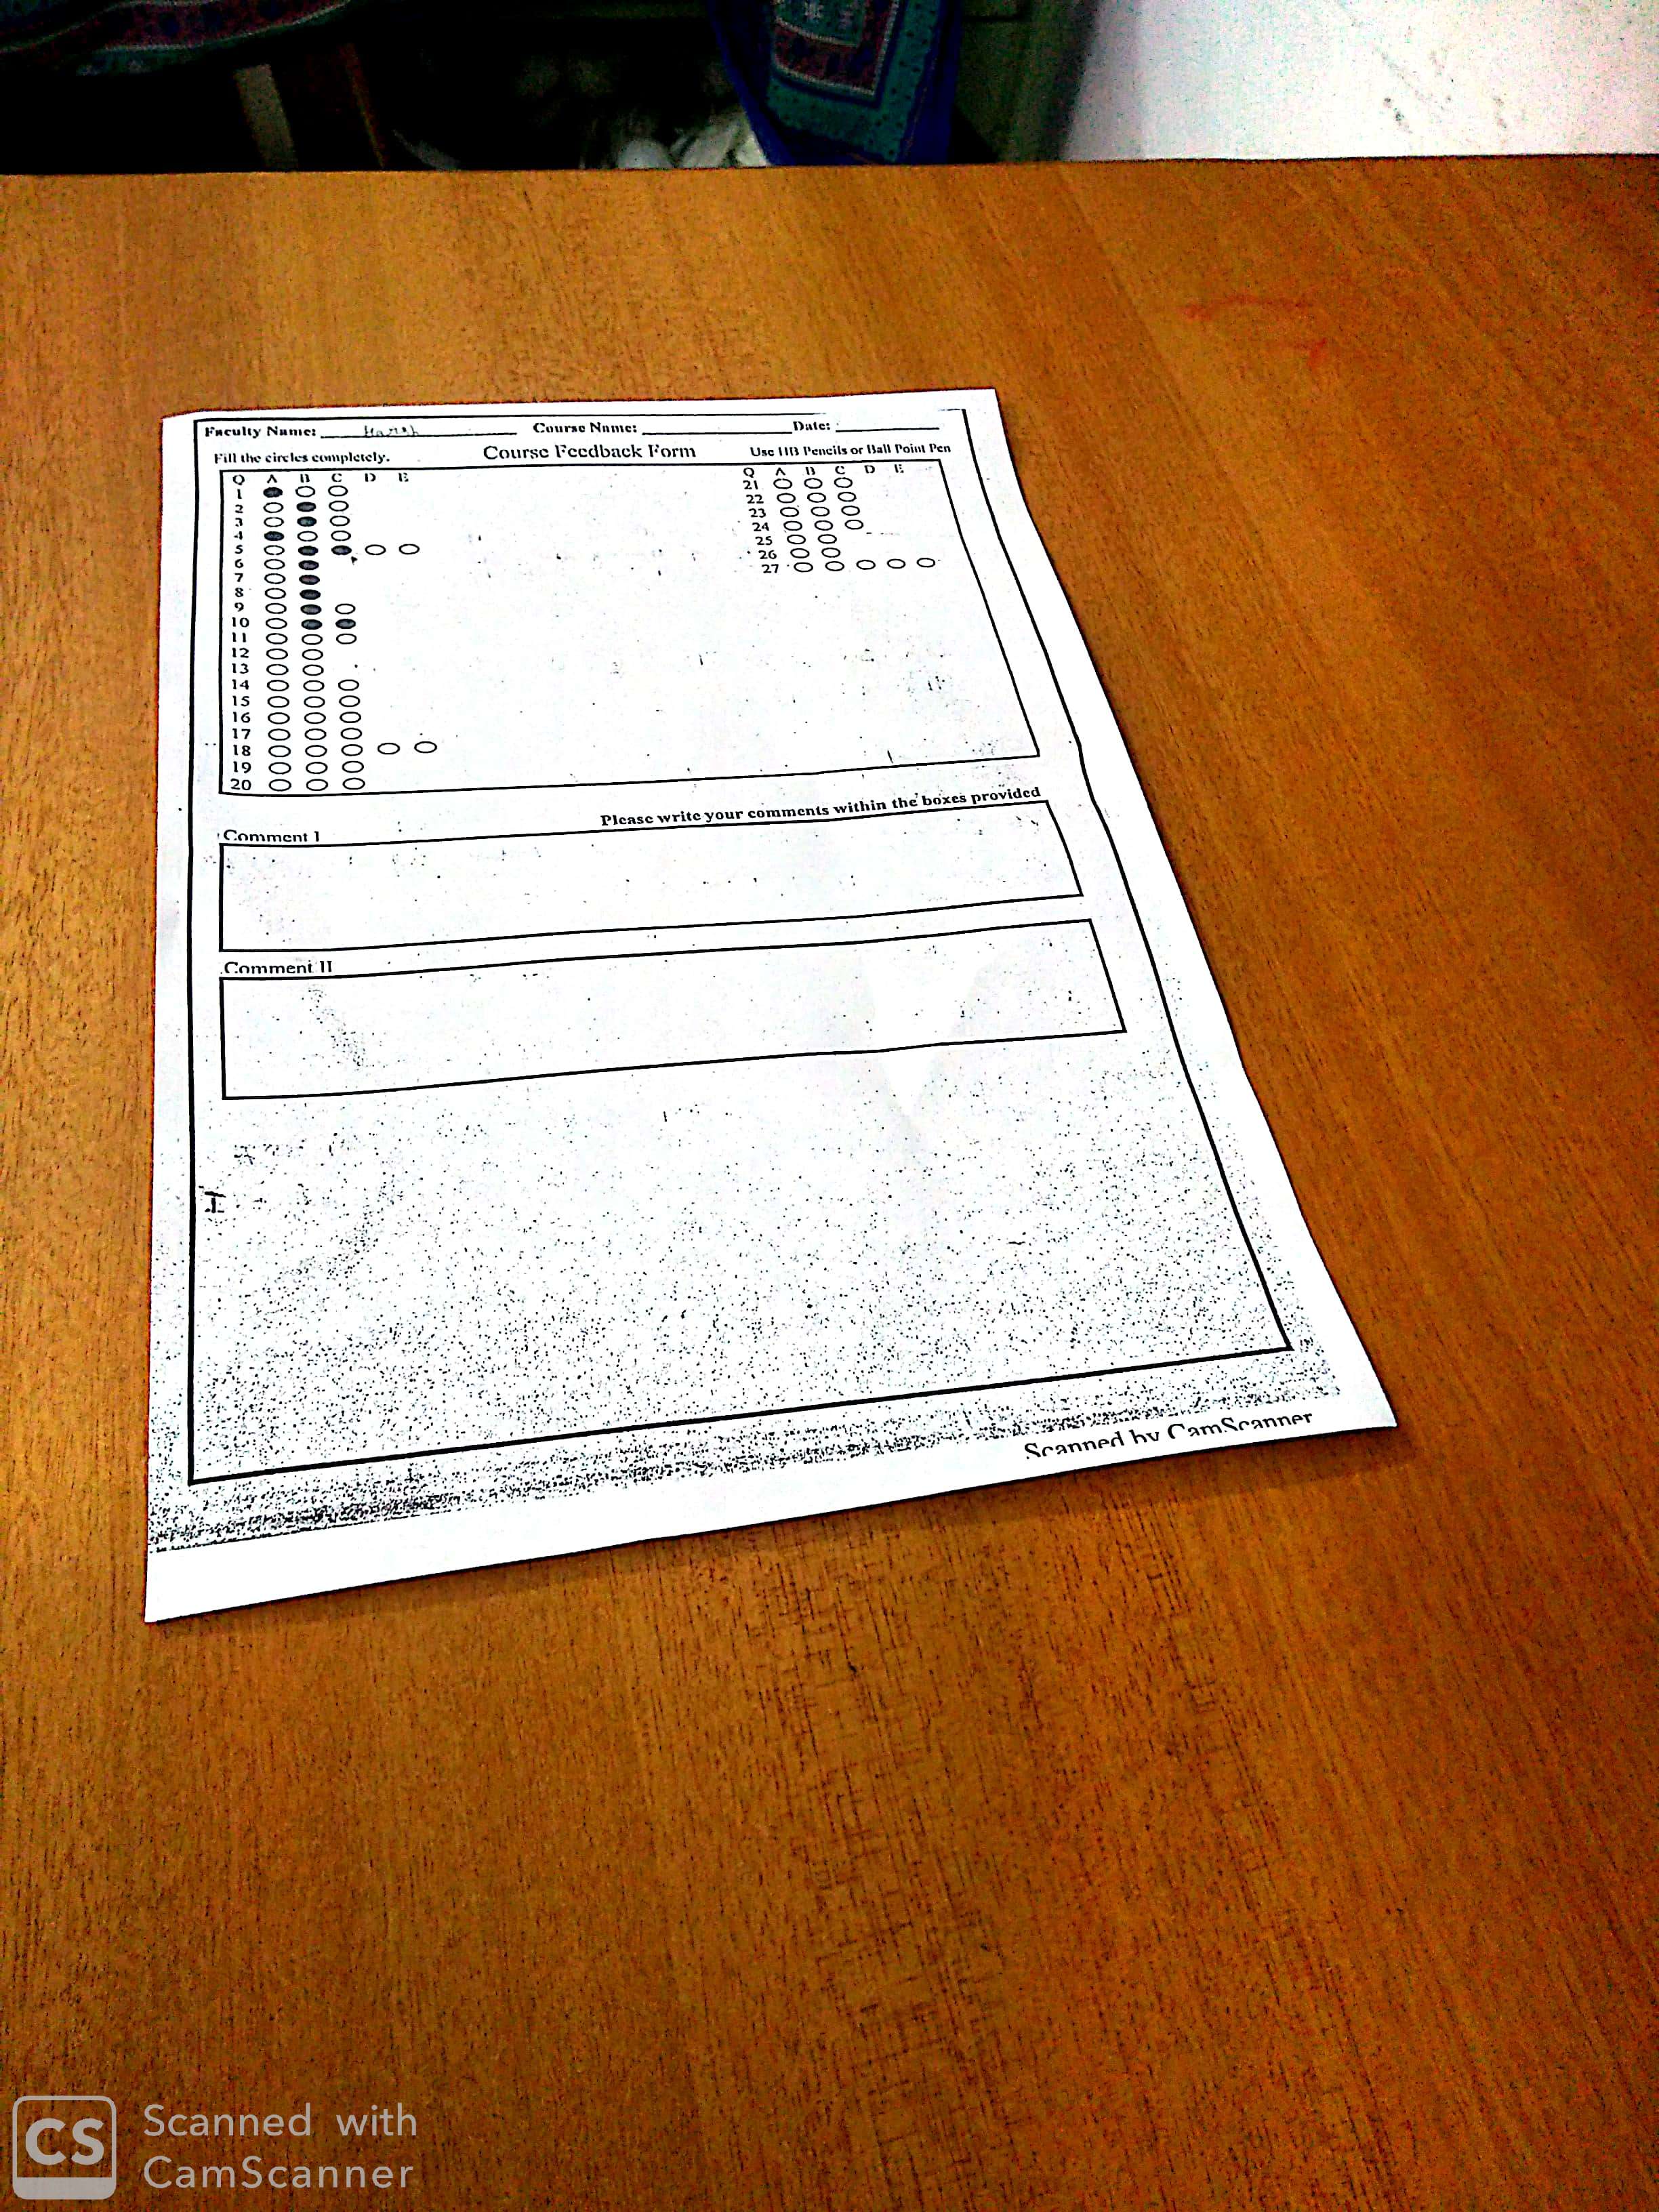 Faculty Name: Course Name: Date:
Fill the circles completely. Course Feedback Form Use HB Pencils or Ball Point Pen
Q A B C D E Q A B C D E
1 21
2 22
3 23
4 24
5 25
6 26
7 27
8
9
10
11
12
13
14
15
16
17
18
19
20
Please write your comments within the boxes provided
Comment I
Comment II
Scanned by CamScanner
CS Scanned with
CamScanner